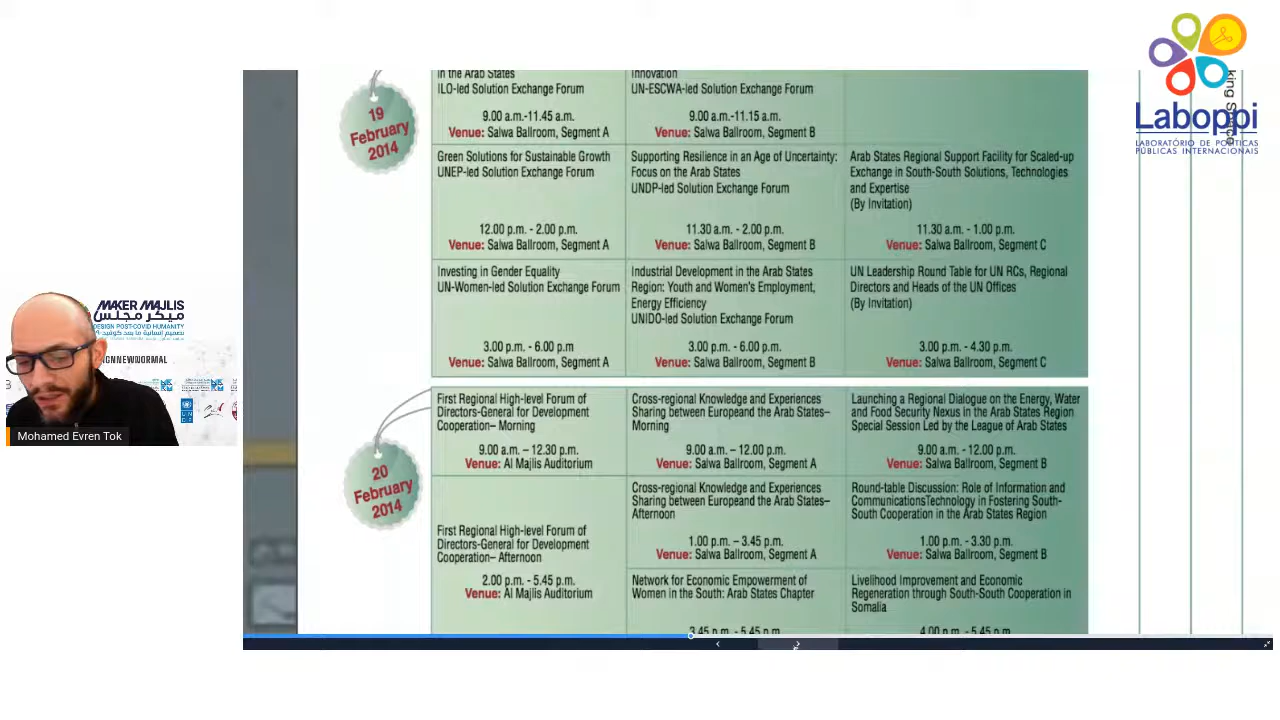 Laboppi
LABORATÓRIO DE POLÍTICAS
PÚBLICAS INTERNACIONAIS
19
February
2014
in the Arab States
ILO-led Solution Exchange Forum
9.00 a.m.-11.45 a.m.
Venue: Salwa Ballroom, Segment A
Innovation
UN-ESCWA-led Solution Exchange Forum
9.00 a.m.-11.15 a.m.
Venue: Salwa Ballroom, Segment B
Green Solutions for Sustainable Growth
UNEP-led Solution Exchange Forum
12.00 p.m. - 2.00 p.m.
Venue: Salwa Ballroom, Segment A
Supporting Resilience in an Age of Uncertainty:
Focus on the Arab States
UNDP-led Solution Exchange Forum
11.30 a.m. - 2.00 p.m.
Venue: Salwa Ballroom, Segment B
Arab States Regional Support Facility for Scaled-up
Exchange in South-South Solutions, Technologies
and Expertise
(By Invitation)
11.30 a.m. - 1.00 p.m.
Venue: Salwa Ballroom, Segment C
Investing in Gender Equality
UN-Women-led Solution Exchange Forum
3.00 p.m. - 6.00 p.m
Venue: Salwa Ballroom, Segment A
Industrial Development in the Arab States
Region: Youth and Women's Employment,
Energy Efficiency
UNIDO-led Solution Exchange Forum
3.00 p.m. - 6.00 p.m.
Venue: Salwa Ballroom, Segment B
UN Leadership Round Table for UN RCs, Regional
Directors and Heads of the UN Offices
(By Invitation)
3.00 p.m. - 4.30 p.m.
Venue: Salwa Ballroom, Segment C
20
February
2014
First Regional High-level Forum of
Directors-General for Development
Cooperation– Morning
9.00 a.m. – 12.30 p.m.
Venue: Al Majlis Auditorium
Cross-regional Knowledge and Experiences
Sharing between Europeand the Arab States–
Morning
9.00 a.m. – 12.00 p.m.
Venue: Salwa Ballroom, Segment A
Launching a Regional Dialogue on the Energy, Water
and Food Security Nexus in the Arab States Region
Special Session Led by the League of Arab States
9.00 a.m. - 12.00 p.m.
Venue: Salwa Ballroom, Segment B
First Regional High-level Forum of
Directors-General for Development
Cooperation– Afternoon
2.00 p.m. - 5.45 p.m.
Venue: Al Majlis Auditorium
Cross-regional Knowledge and Experiences
Sharing between Europeand the Arab States–
Afternoon
1.00 p.m. – 3.45 p.m.
Venue: Salwa Ballroom, Segment A
Round-table Discussion: Role of Information and
CommunicationsTechnology in Fostering South-
South Cooperation in the Arab States Region
1.00 p.m. - 3.30 p.m.
Venue: Salwa Ballroom, Segment B
Network for Economic Empowerment of
Women in the South: Arab States Chapter
3.45 p.m. - 5.45 p.m.
Livelihood Improvement and Economic
Regeneration through South-South Cooperation in
Somalia
4.00 p.m. - 5.45 p.m.
MAKER MAJLIS
ميكر مجلس
DESIGN POST-COVID HUMANITY
Mohamed Evren Tok